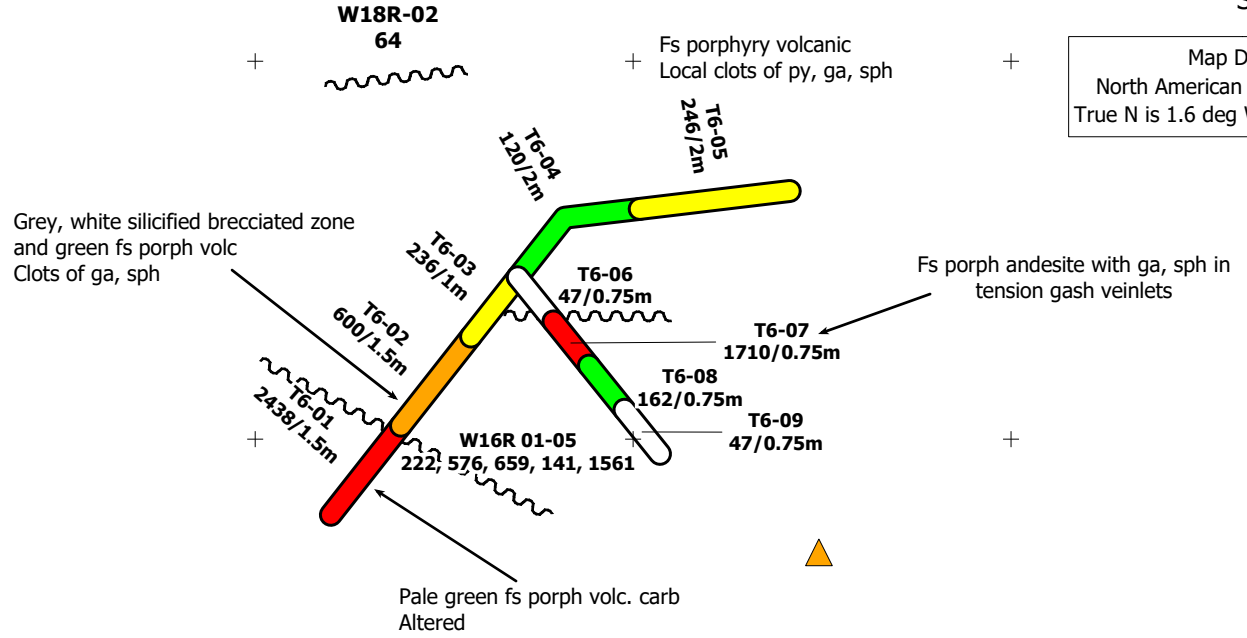 S
W18R-02
64
Fs porphyry volcanic
Local clots of py, ga, sph
Map D
North American
True N is 1.6 deg
T6-05
246/2m
T6-04
120/2m
Grey, white silicified brecciated zone
and green fs porph volc
Clots of ga, sph
T6-03
236/1m
T6-06
47/0.75m
Fs porph andesite with ga, sph in
tension gash veinlets
T6-02
600/1.5m
T6-07
1710/0.75m
T6-08
162/0.75m
T6-01
2438/1.5m
T6-09
47/0.75m
W16R 01-05
222, 576, 659, 141, 1561
Pale green fs porph volc. carb
Altered